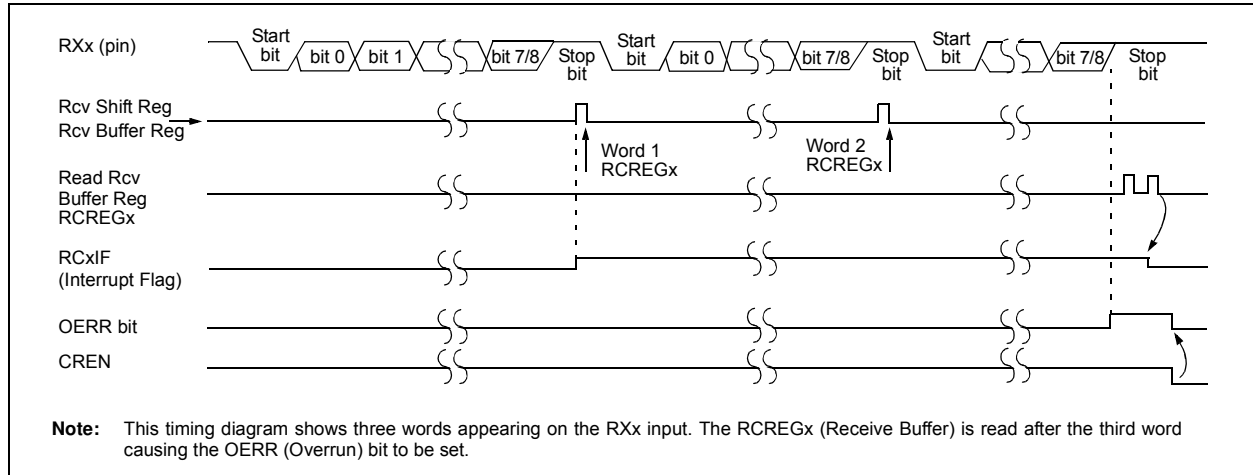 RXx (pin)
Start bit
bit 0
bit 1
bit 7/8
Stop bit
Start bit
bit 0
bit 7/8
Stop bit
Start bit
bit 7/8
Stop bit
Rcv Shift Reg
Rcv Buffer Reg
Word 1
RCREGx
Word 2
RCREGx
Read Rcv
Buffer Reg
RCREGx
RCxIF
(Interrupt Flag)
OERR bit
CREN
Note: This timing diagram shows three words appearing on the RXx input. The RCREGx (Receive Buffer) is read after the third word
causing the OERR (Overrun) bit to be set.